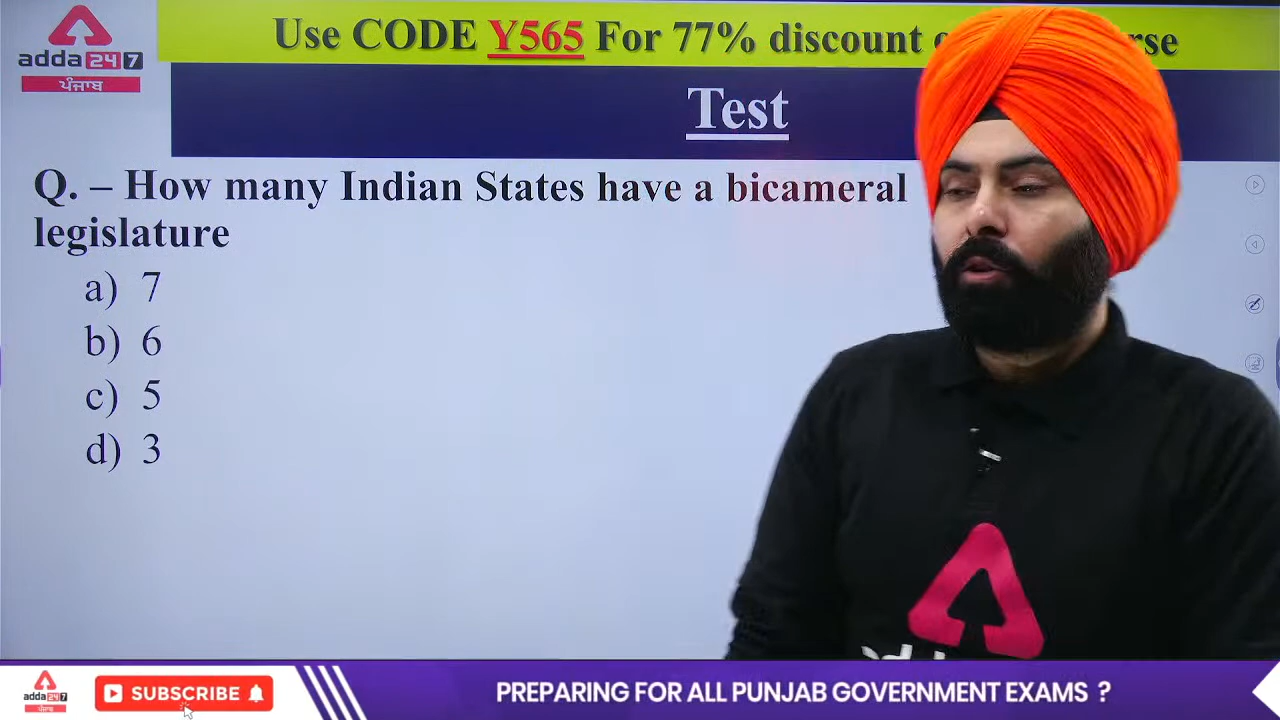 adda 247
ਪੰਜਾਬ
Use CODE Y565 For 77% discount
Test
Q. – How many Indian States have a bicameral
legislature
a) 7
b) 6
c) 5
d) 3
adda 247
ਪੰਜਾਬ
SUBSCRIBE
PREPARING FOR ALL PUNJAB GOVERNMENT EXAMS ?